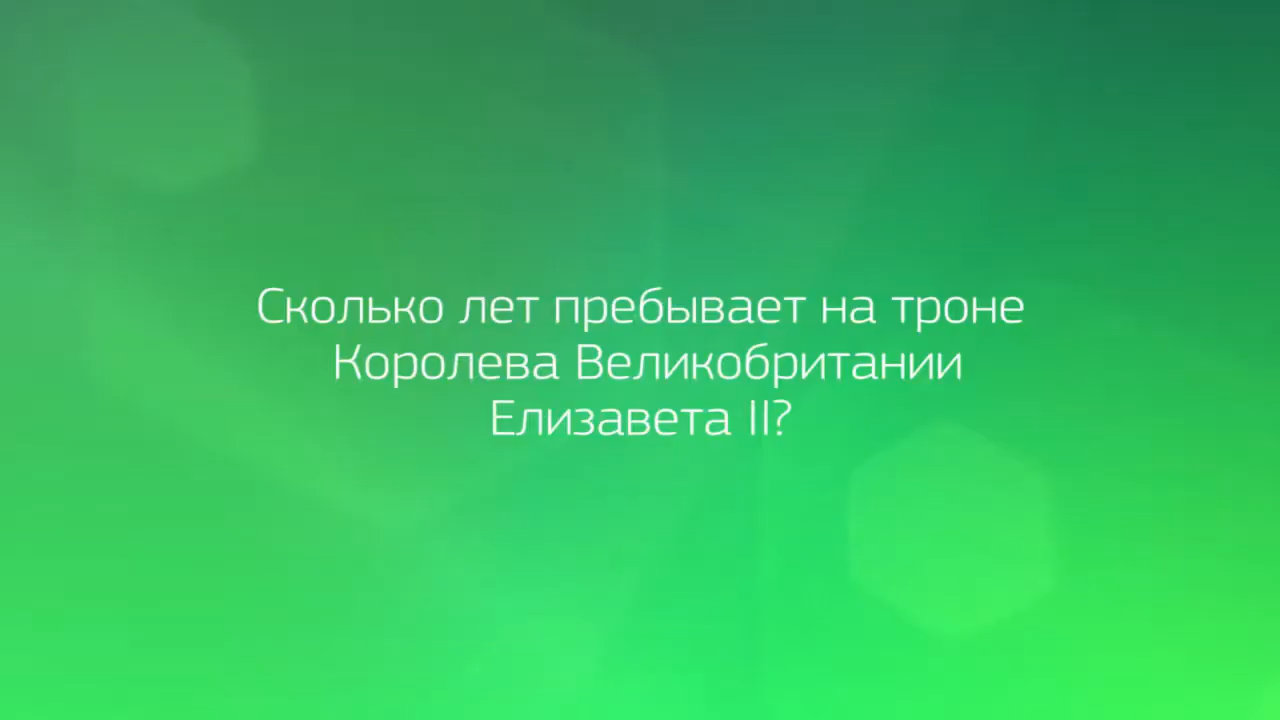 Сколько лет пребывает на троне
Королева Великобритании
Елизавета II?